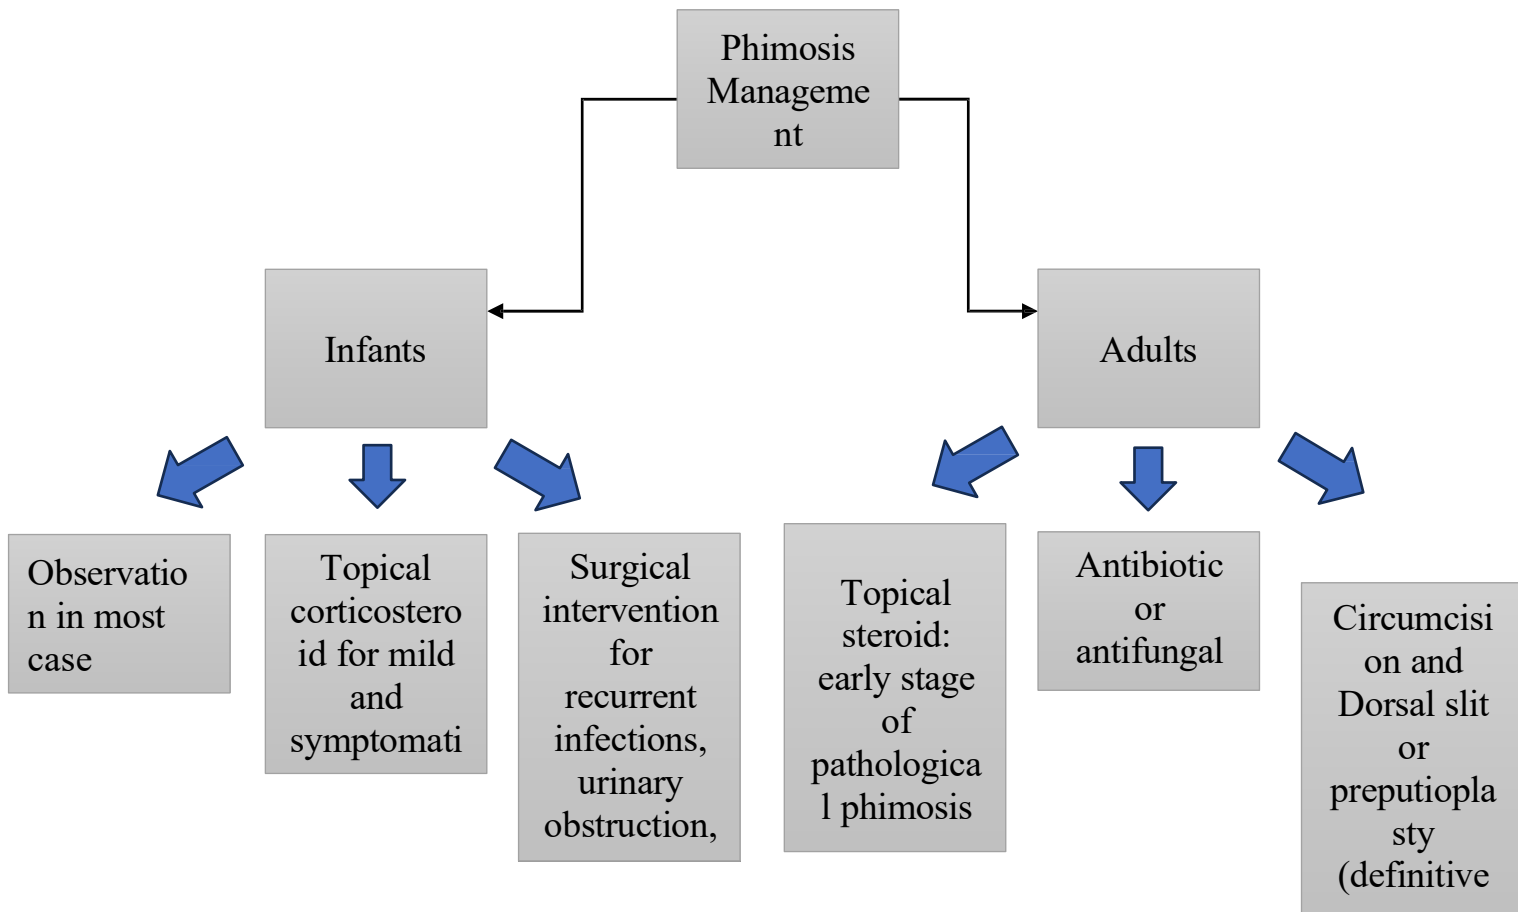 Phimosis
Manageme
nt
Infants
Adults
Observatio
n in most
case
Topical
corticostero
id for mild
and
symptomati
Surgical
intervention
for
recurrent
infections,
urinary
obstruction,
Topical
steroid:
early stage
of
pathologica
l phimosis
Antibiotic
or
antifungal
Circumcisi
on and
Dorsal slit
or
preputiopla
sty
(definitive